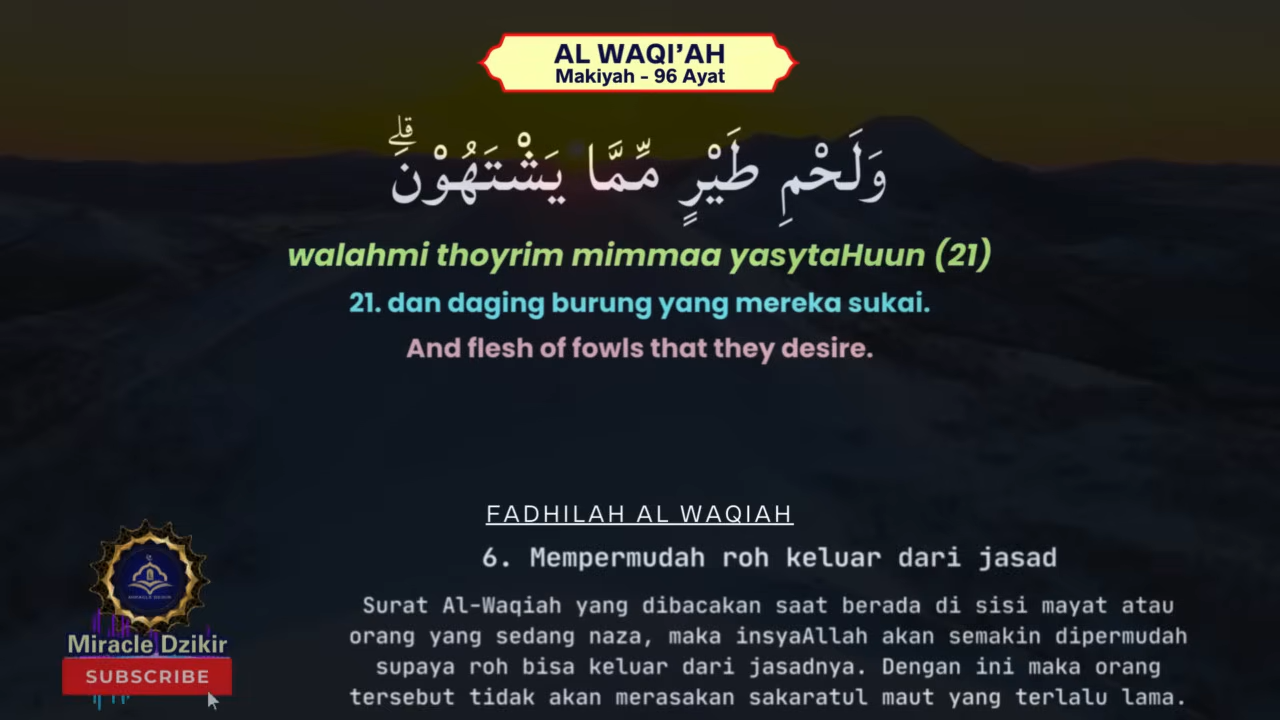 AL WAQI'AH
Makiyah - 96 Ayat
وَلَحْمِ طَيْرٍ مِّمَّا يَشْتَهُوْنَۗ
walahmi thoyrim mimmaa yasytaHuun (21)
21. dan daging burung yang mereka sukai.
And flesh of fowls that they desire.
FADHILAH AL WAQIAH
6. Mempermudah roh keluar dari jasad
Surat Al-Waqiah yang dibacakan saat berada di sisi mayat atau
orang yang sedang naza, maka insyaAllah akan semakin dipermudah
supaya roh bisa keluar dari jasadnya. Dengan ini maka orang
tersebut tidak akan merasakan sakaratul maut yang terlalu lama.
MIRACLE DZIKIR
Miracle Dzikir
SUBSCRIBE